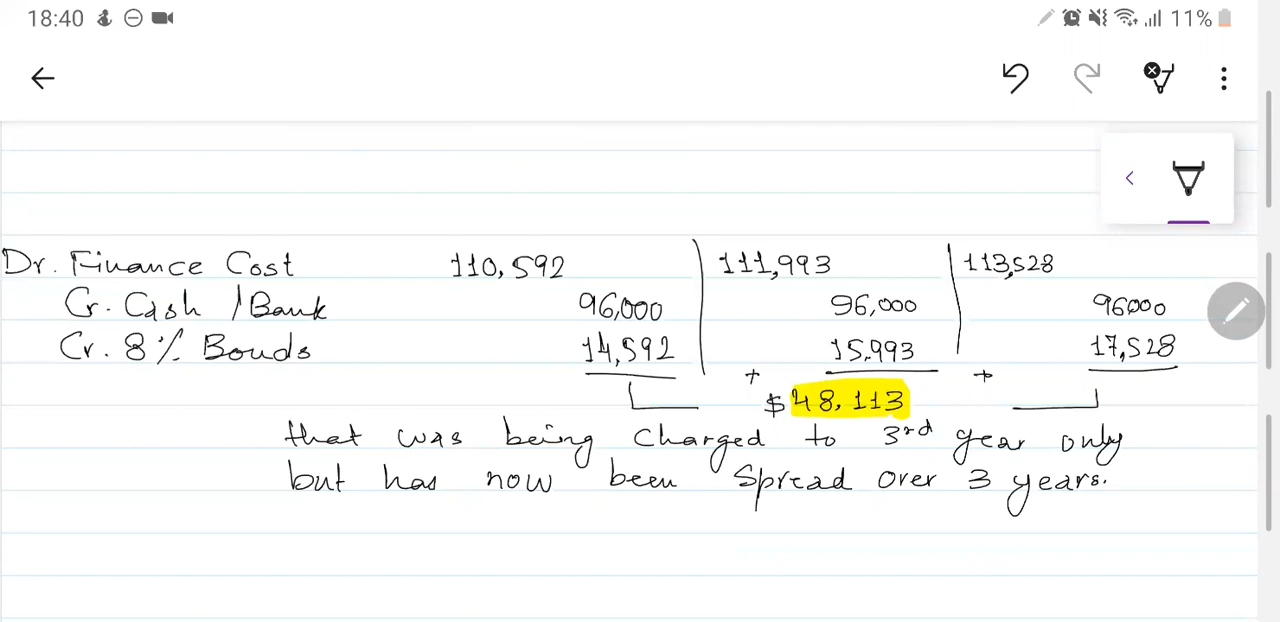 18:40 11%
Dr. Finance Cost 110,592 111,993 113,528
Cr. Cash / Bank 96,000 96,000 96000
Cr. 8% Bonds 14,592 15,993 17,528
+ +
$48,113
that was being charged to 3rd year only
but has now been spread over 3 years.